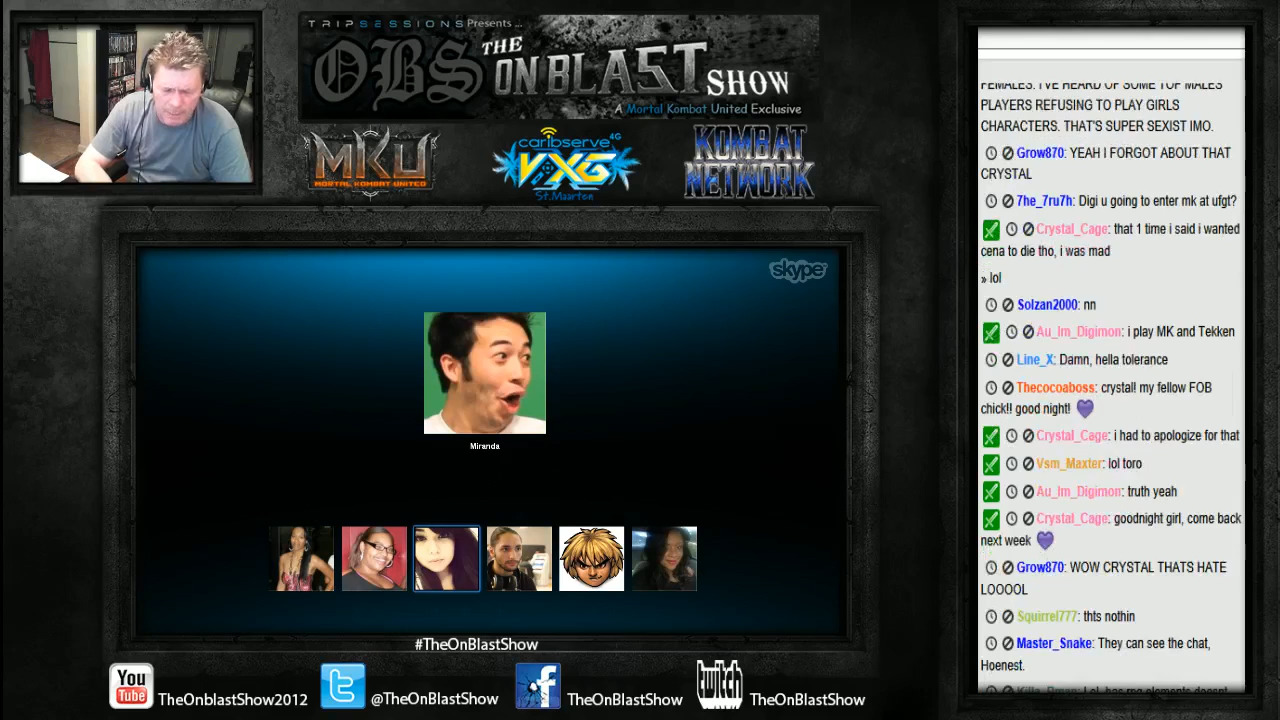 TRIPSESSIONS Presents ...
OBS THE ON BLAST SHOW
A Mortal Kombat United Exclusive
MKU
MORTAL KOMBAT UNITED
caribserve 4G
VXG
St.Maarten
KOMBAT
NETWORK
skype
Miranda
#TheOnBlastShow
You
Tube
TheOnblastShow2012
@TheOnBlastShow
TheOnBlastShow
twitch
TheOnBlastShow
FEMALES. I'VE HEARD OF SOME TOP MALES
PLAYERS REFUSING TO PLAY GIRLS
CHARACTERS. THAT'S SUPER SEXIST IMO.
Grow870: YEAH I FORGOT ABOUT THAT
CRYSTAL
7he_7ru7h: Digi u going to enter mk at ufgt?
Crystal_Cage: that 1 time i said i wanted
cena to die tho, i was mad
» lol
Solzan2000: nn
Au_Im_Digimon: i play MK and Tekken
Line_X: Damn, hella tolerance
Thecocoaboss: crystal! my fellow FOB
chick!! good night! 💜
Crystal_Cage: i had to apologize for that
Vsm_Maxter: lol toro
Au_Im_Digimon: truth yeah
Crystal_Cage: goodnight girl, come back
next week 💜
Grow870: WOW CRYSTAL THATS HATE
LOOOOL
Squirrel777: thts nothin
Master_Snake: They can see the chat,
Hoenest.